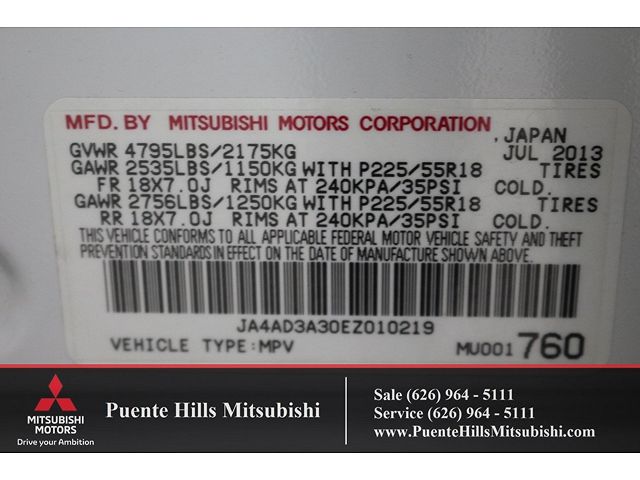 MFD. BY MITSUBISHI MOTORS CORPORATION
, JAPAN
GVWR 4795LBS/2175KG JUL 2013
GAWR 2535LBS/1150KG WITH P225/55R18 TIRES
FR 18X7.0J RIMS AT 240KPA/35PSI COLD.
GAWR 2756LBS/1250KG WITH P225/55R18 TIRES
RR 18X7.0J RIMS AT 240KPA/35PSI COLD.
THIS VEHICLE CONFORMS TO ALL APPLICABLE FEDERAL MOTOR VEHICLE SAFETY AND THEFT
PREVENTION STANDARDS IN EFFECT ON THE DATE OF MANUFACTURE SHOWN ABOVE.
JA4AD3A30EZ010219
VEHICLE TYPE:MPV MU001760
MITSUBISHI
MOTORS
Drive your Ambition
Puente Hills Mitsubishi
Sale (626) 964 - 5111
Service (626) 964 - 5111
www.PuenteHillsMitsubishi.com